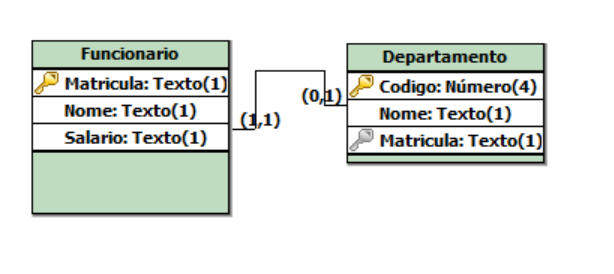 Funcionario
Matricula: Texto(1)
Nome: Texto(1)
Salario: Texto(1)
(1,1)
(0,1)
Departamento
Codigo: Número(4)
Nome: Texto(1)
Matricula: Texto(1)